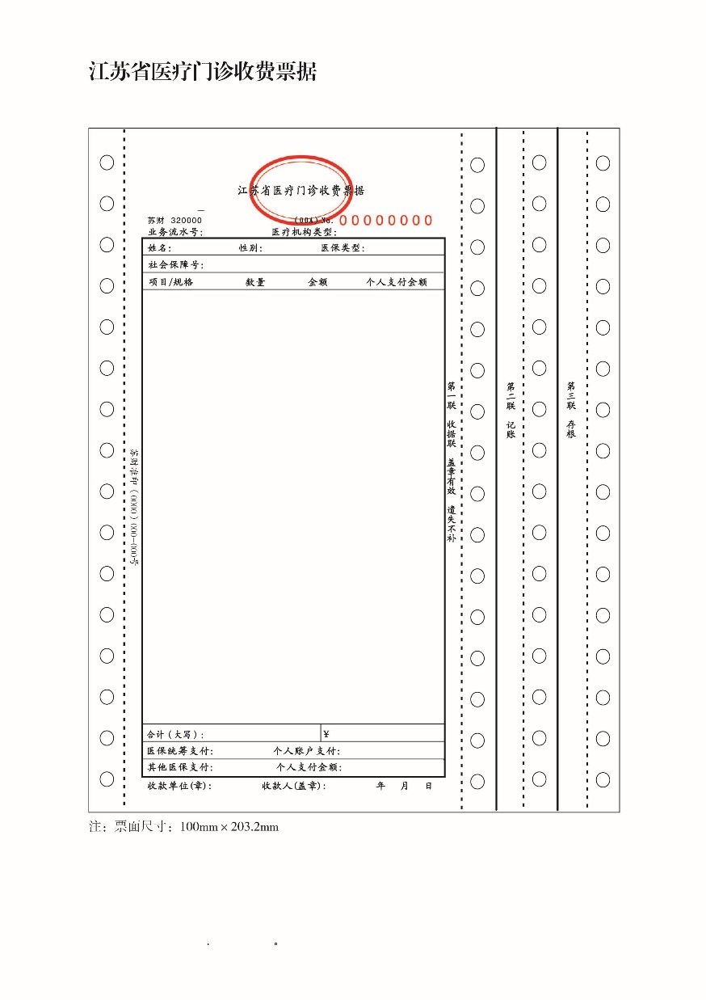 江苏省医疗门诊收费票据
江苏省医疗门诊收费票据
苏财 320000 (00A) No. 00000000
业务流水号: 医疗机构类型:
姓名: 性别: 医保类型:
社会保障号:
项目/规格 数量 金额 个人支付金额
合计(大写): ¥
医保统筹支付: 个人账户支付:
其他医保支付: 个人支付金额:
收款单位(章): 收款人(盖章): 年 月 日
苏财准印(0000)000—000号
第一联 收据联 盖章有效 遗失不补
第二联 记账
第三联 存根
注: 票面尺寸: 100mm × 203.2mm